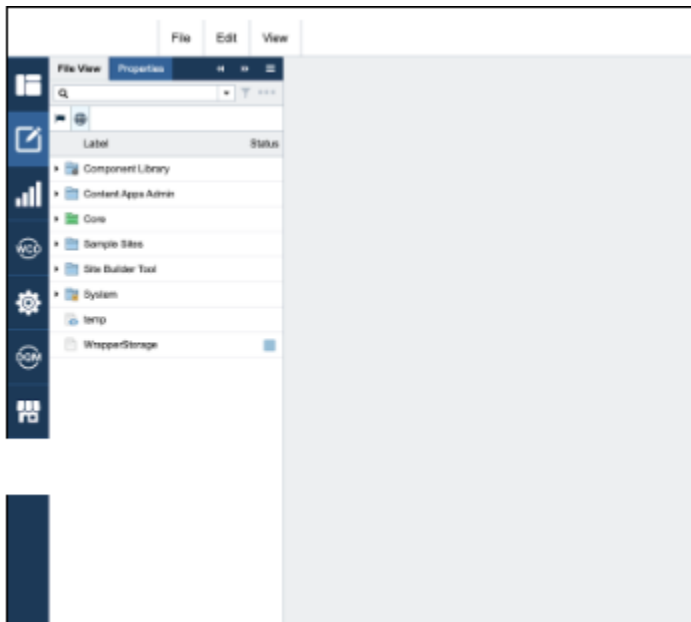 File Edit View
File View Properties
Label Status
Component Library
Content Apps Admin
WCO
Core
Sample Sites
Site Builder Tool
System
temp
DGM
WrapperStorage